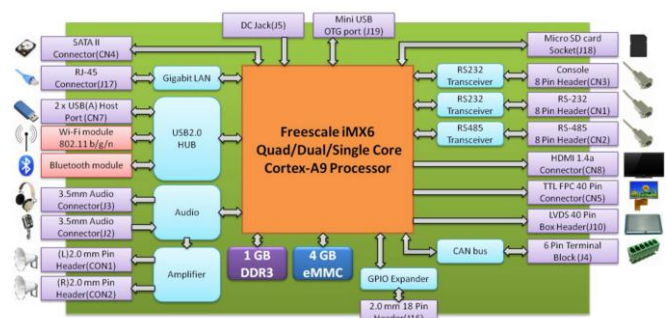 DC Jack(J5)
Mini USB
OTG port (J19)
SATA II
Connector(CN4)
RJ-45
Connector(J17)
Gigabit LAN
2 x USB(A) Host
Port (CN7)
Wi-Fi module
802.11 b/g/n
Bluetooth module
USB2.0
HUB
3.5mm Audio
Connector(J3)
3.5mm Audio
Connector(J2)
Audio
(L)2.0 mm Pin
Header(CON1)
(R)2.0 mm Pin
Header(CON2)
Amplifier
Freescale iMX6
Quad/Dual/Single Core
Cortex-A9 Processor
1 GB
DDR3
4 GB
eMMC
GPIO Expander
2.0 mm 18 Pin
Micro SD card
Socket(J18)
RS232
Transceiver
Console
8 Pin Header(CN3)
RS232
Transceiver
RS-232
8 Pin Header(CN1)
RS485
Transceiver
RS-485
8 Pin Header(CN2)
HDMI 1.4a
Connector(CN8)
TTL FPC 40 Pin
Connector(CN5)
LVDS 40 Pin
Box Header(J10)
CAN bus
6 Pin Terminal
Block (J4)